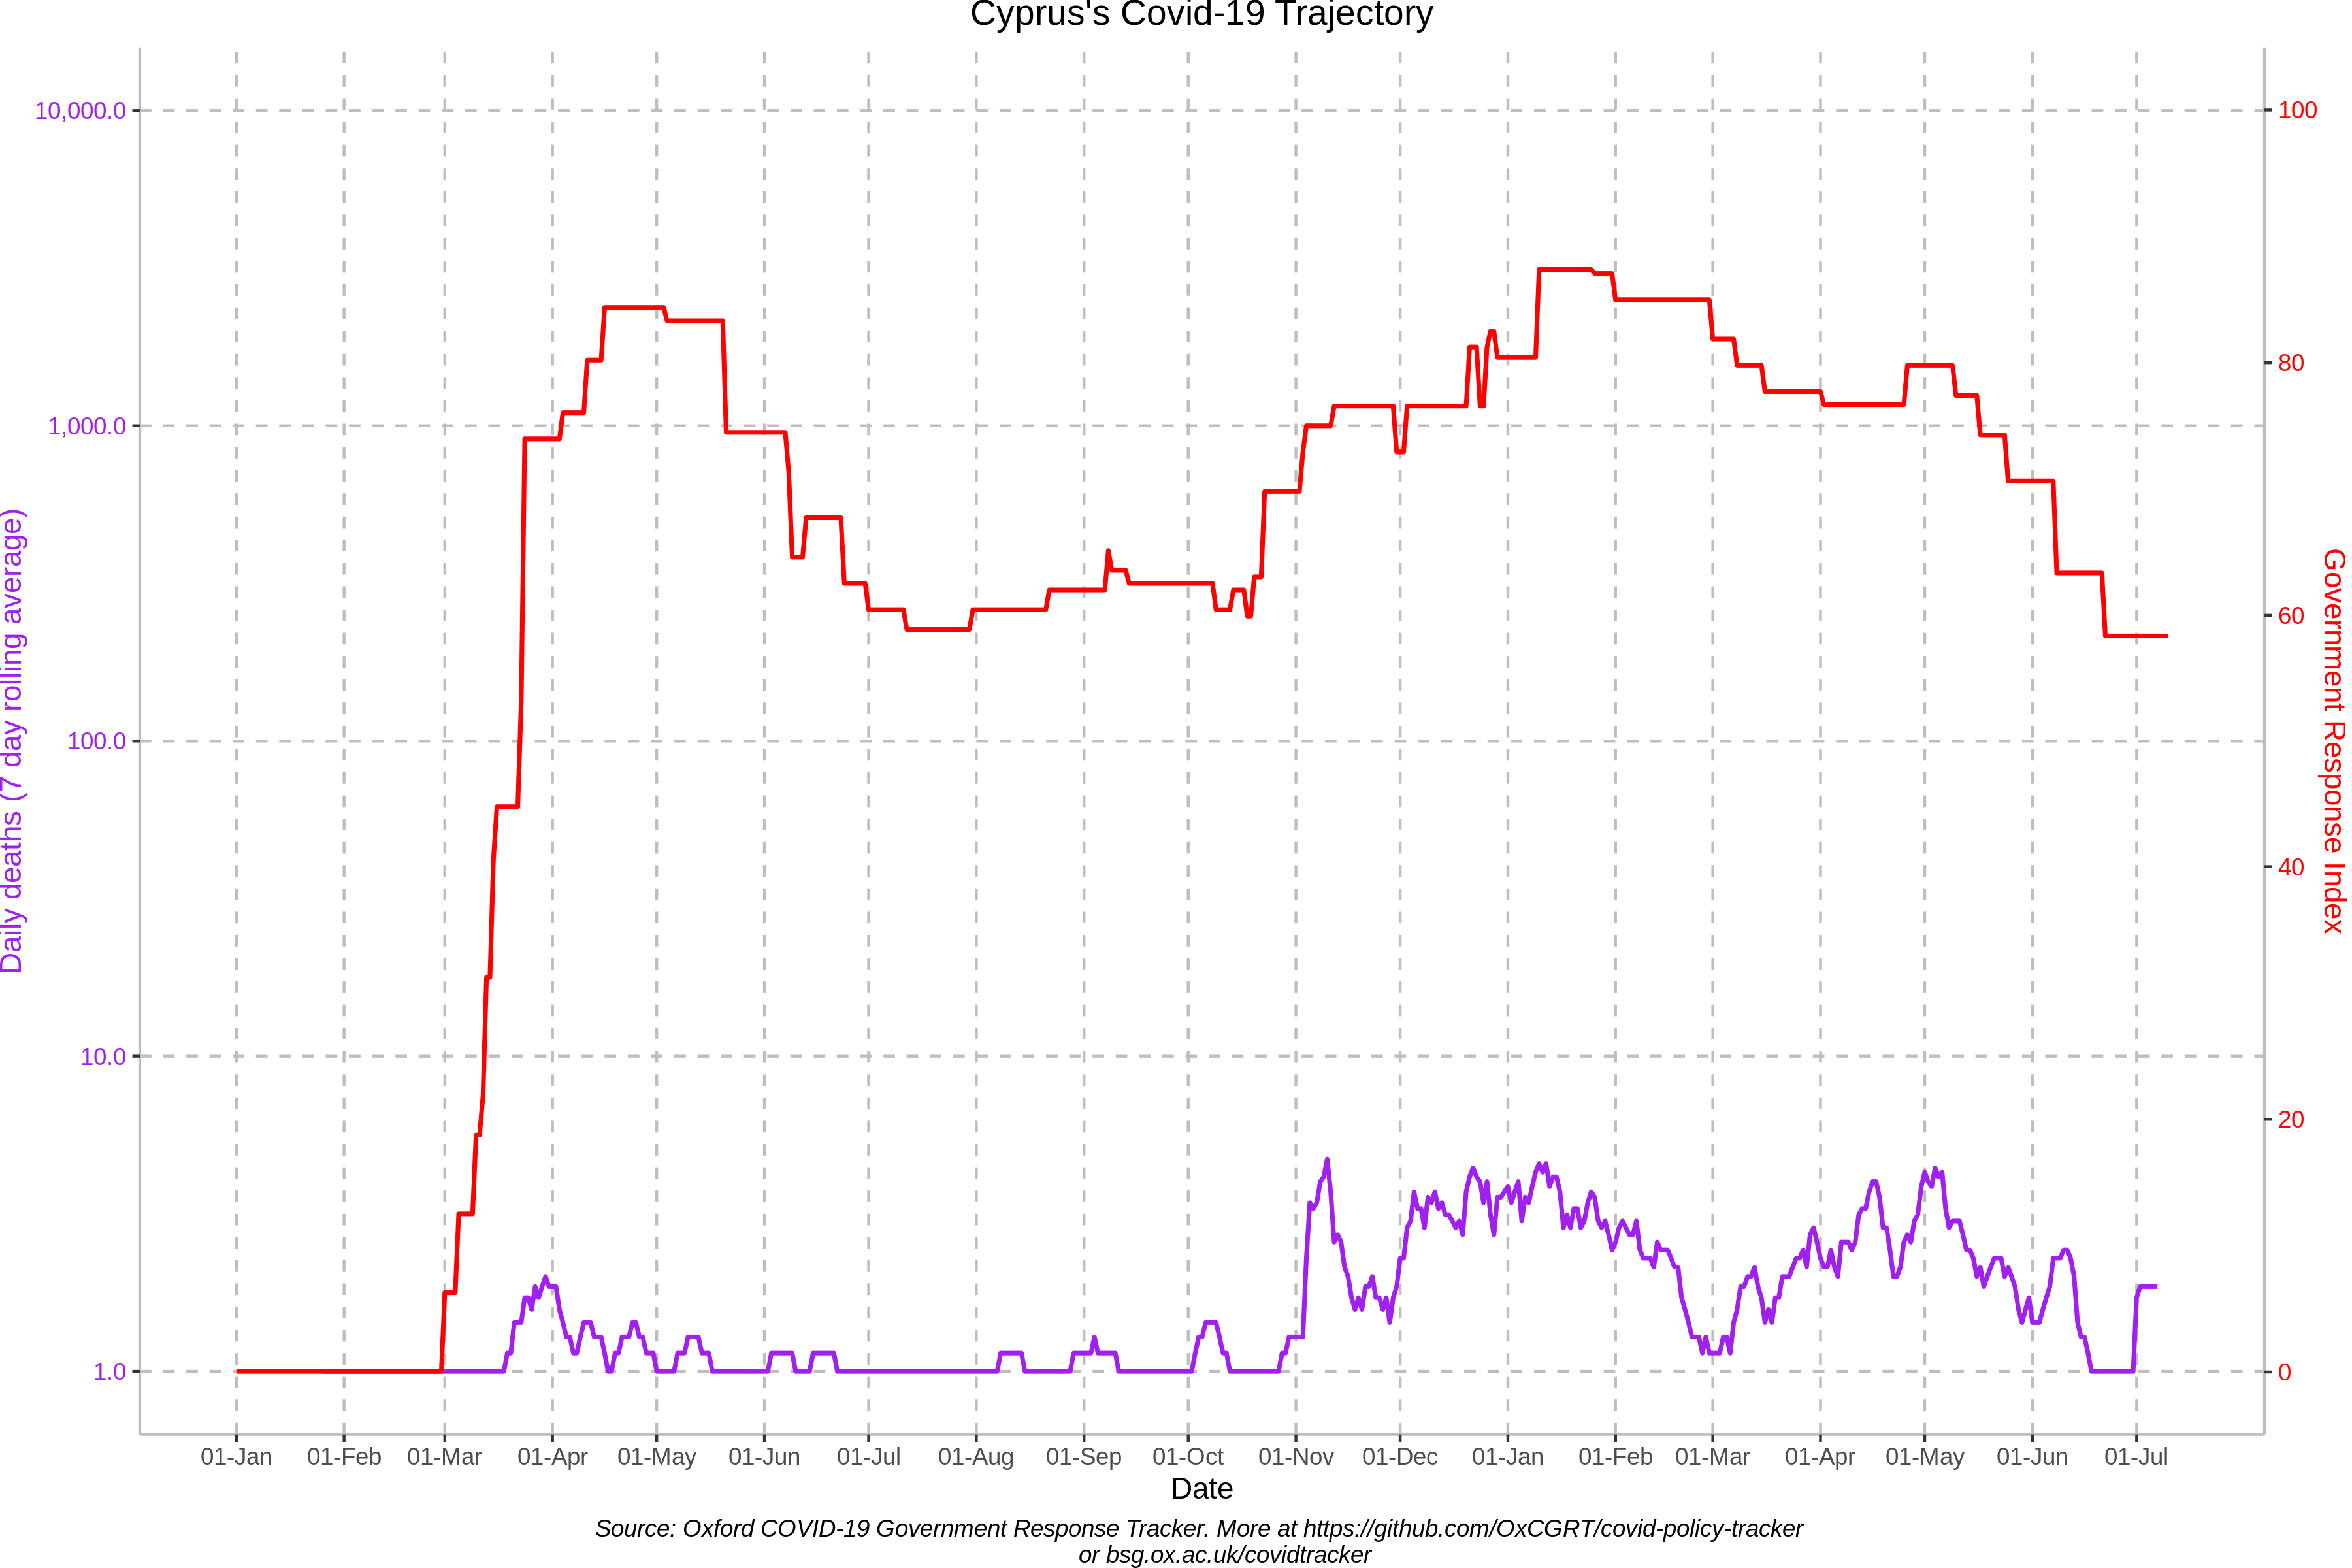 Cyprus's Covid-19 Trajectory
10,000.0
1,000.0
100.0
10.0
1.0
Daily deaths (7 day rolling average)
100
80
60
40
20
0
Government Response Index
01-Jan 01-Feb 01-Mar 01-Apr 01-May 01-Jun 01-Jul 01-Aug 01-Sep 01-Oct 01-Nov 01-Dec 01-Jan 01-Feb 01-Mar 01-Apr 01-May 01-Jun 01-Jul
Date
Source: Oxford COVID-19 Government Response Tracker. More at https://github.com/OxCGRT/covid-policy-tracker
or bsg.ox.ac.uk/covidtracker